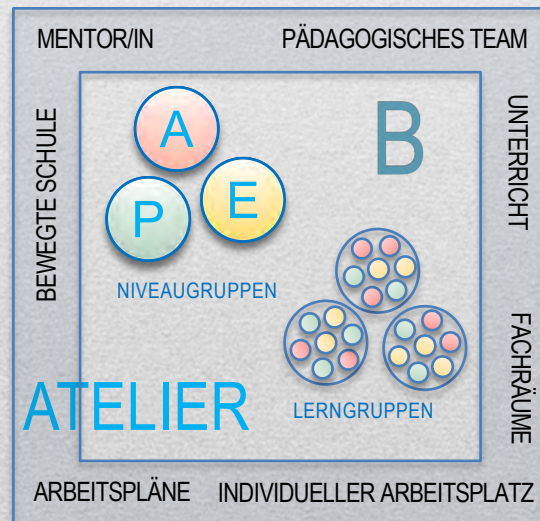 MENTOR/IN
PÄDAGOGISCHES TEAM
BEWEGTE SCHULE
A
P
E
B
UNTERRICHT
NIVEAUGRUPPEN
FACHRÄUME
ATELIER
LERNGRUPPEN
ARBEITSPLÄNE
INDIVIDUELLER ARBEITSPLATZ